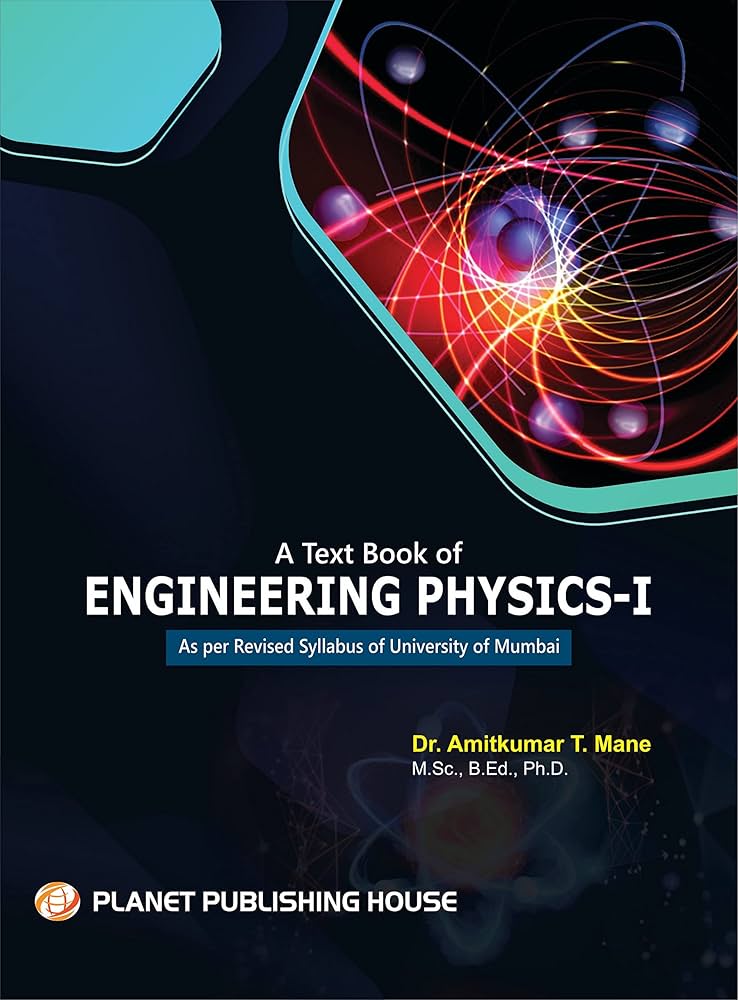 A Text Book of
ENGINEERING PHYSICS-I
As per Revised Syllabus of University of Mumbai
Dr. Amitkumar T. Mane
M.Sc., B.Ed., Ph.D.
PLANET PUBLISHING HOUSE